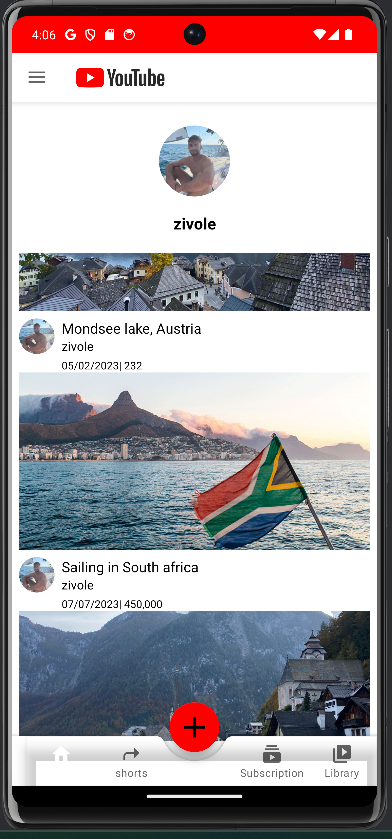 4:06
YouTube
zivole
Mondsee lake, Austria
zivole
05/02/2023| 232
Sailing in South africa
zivole
07/07/2023| 450,000
shorts
Subscription
Library